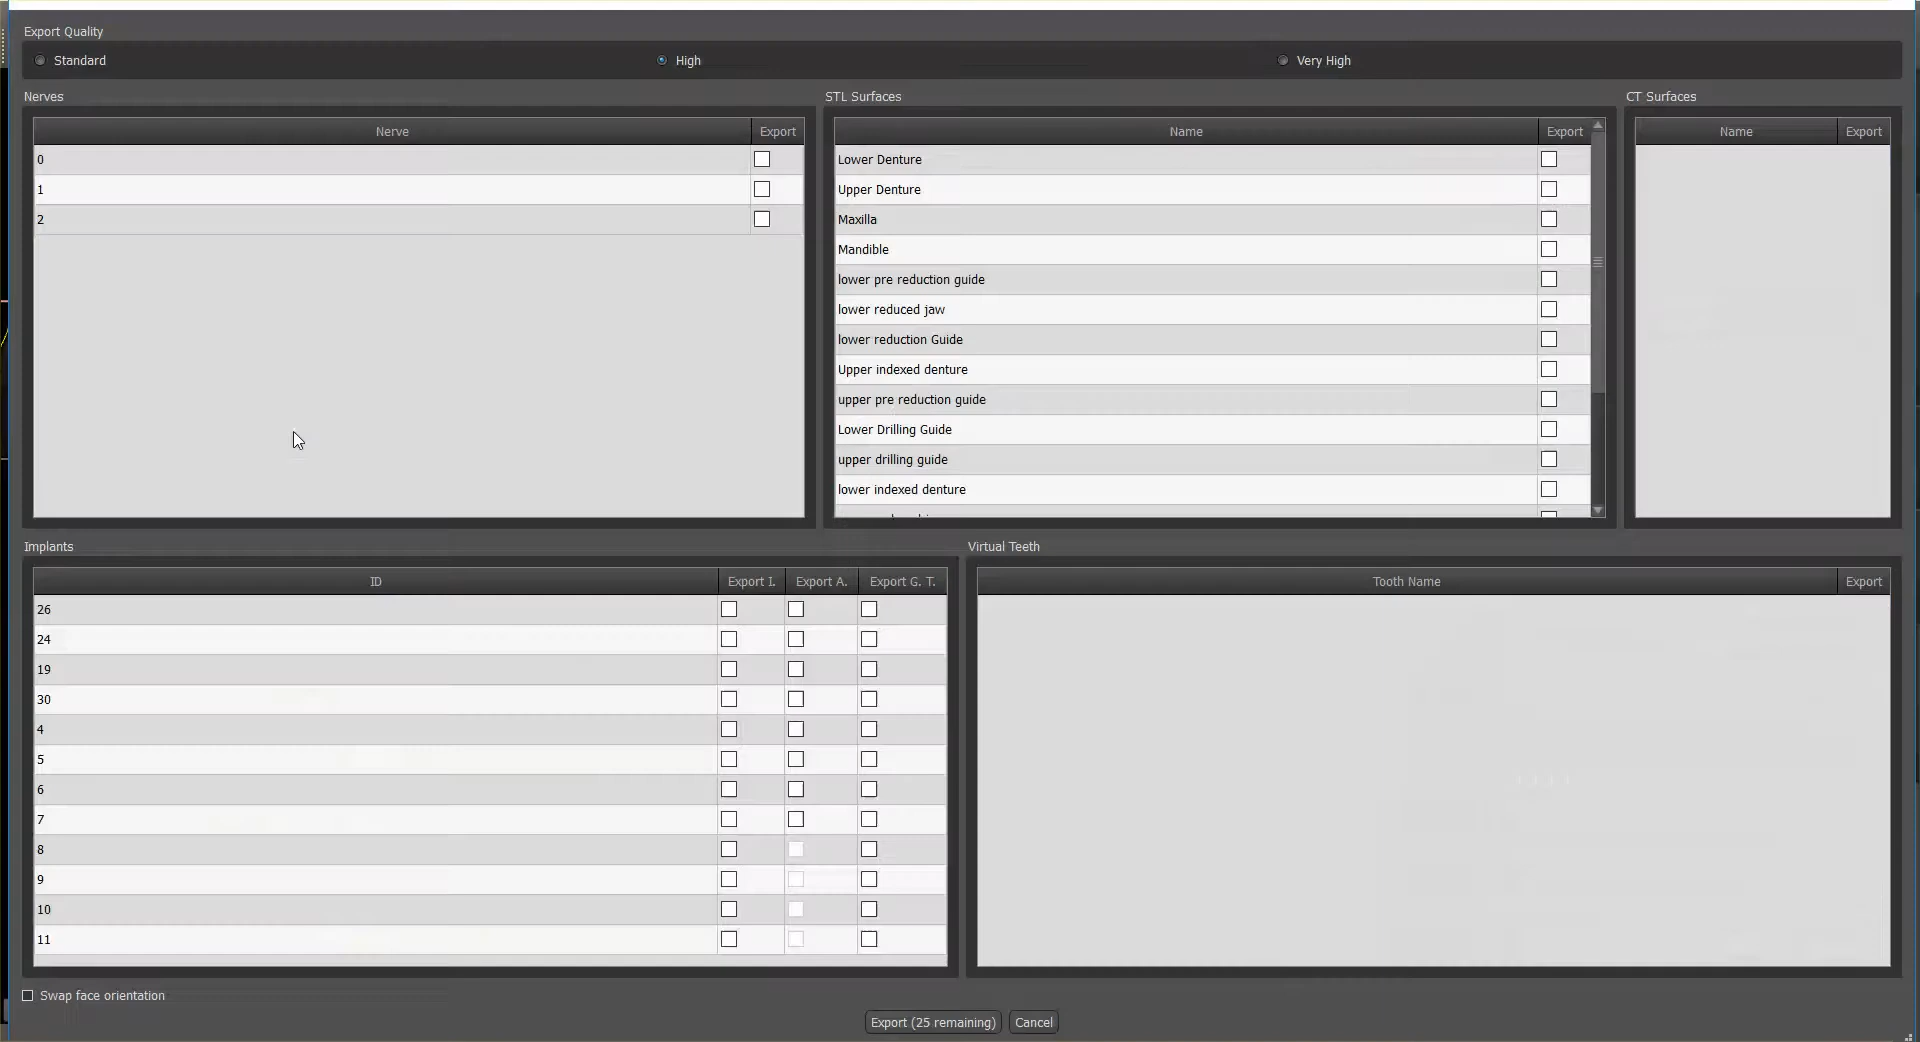 Export Quality
Standard High Very High
Nerves STL Surfaces CT Surfaces
Nerve Export Name Export Name Export
0 Lower Denture
1 Upper Denture
2 Maxilla
Mandible
lower pre reduction guide
lower reduced jaw
lower reduction Guide
Upper indexed denture
upper pre reduction guide
Lower Drilling Guide
upper drilling guide
lower indexed denture
Implants Virtual Teeth
ID Export I. Export A. Export G. T. Tooth Name Export
26
24
19
30
4
5
6
7
8
9
10
11
Swap face orientation
Export (25 remaining) Cancel